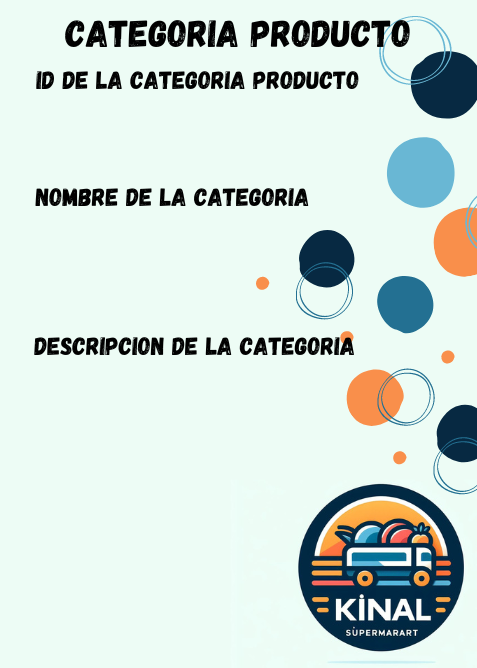 CATEGORIA PRODUCTO
ID DE LA CATEGORIA PRODUCTO
NOMBRE DE LA CATEGORIA
DESCRIPCION DE LA CATEGORIA
KİNAL
SÜPERMARART